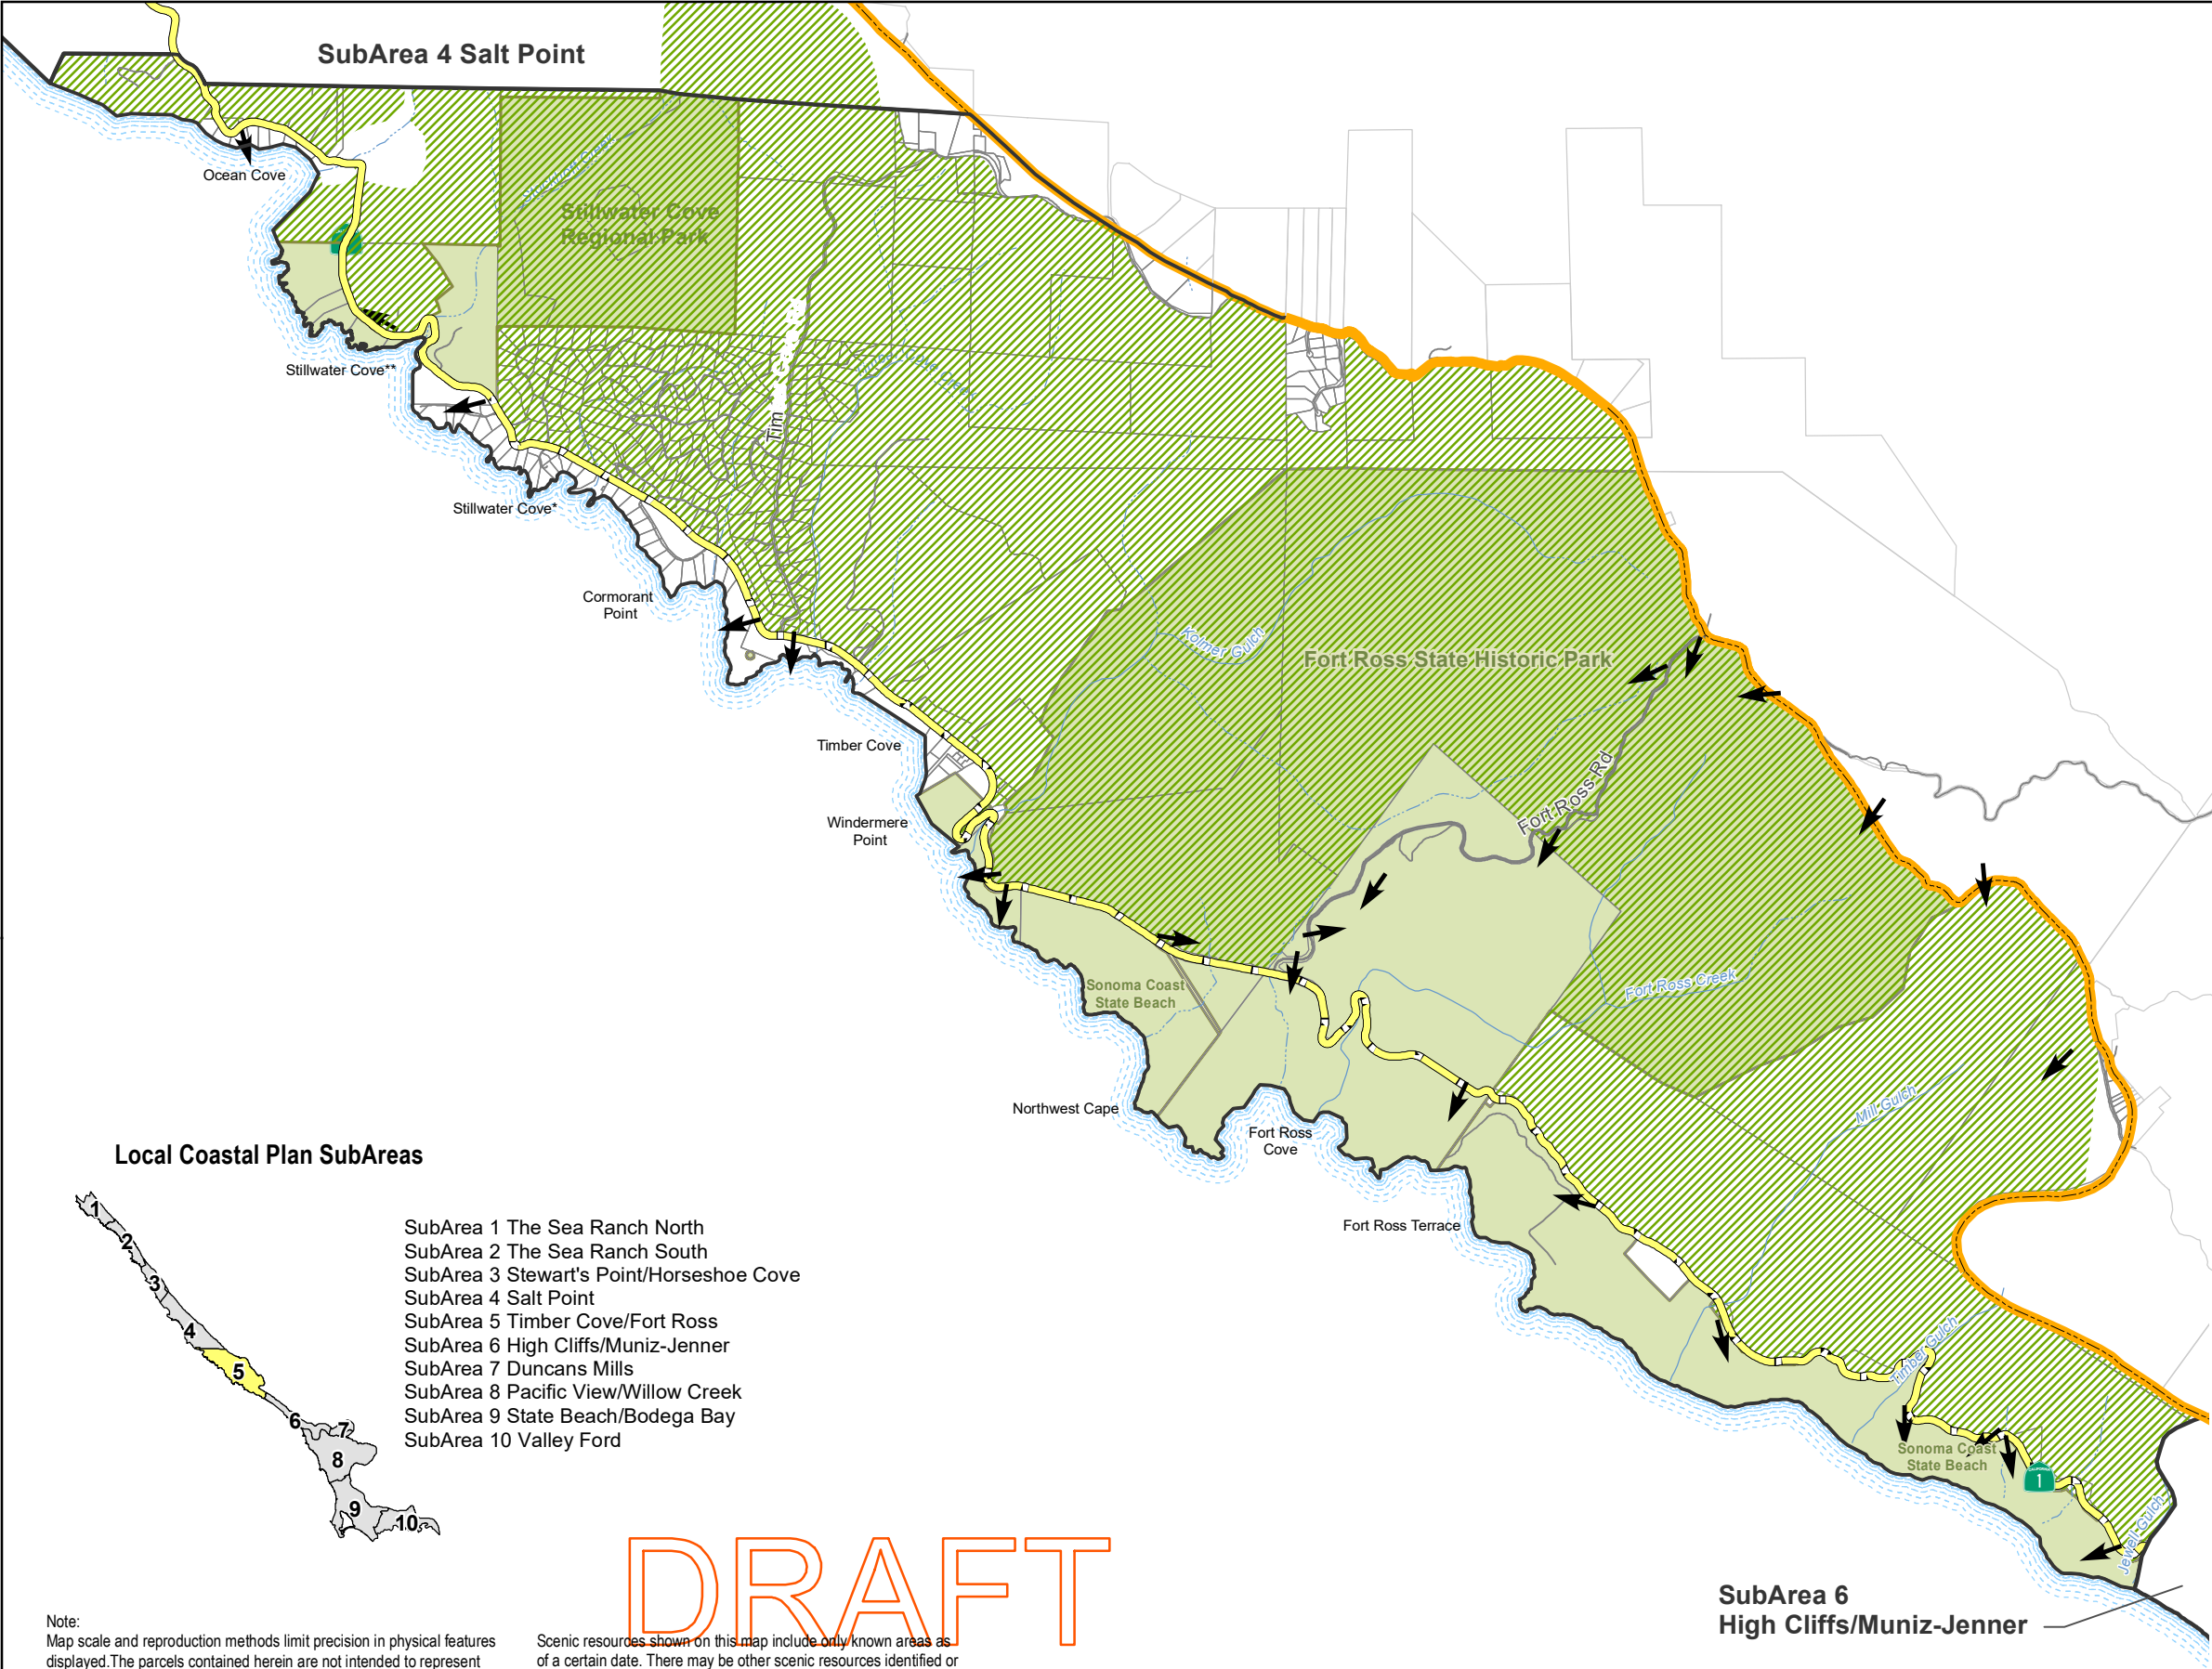 SubArea 4 Salt Point
Ocean Cove
Stockhoff Creek
Stillwater Cove
Regional Park
Stillwater Cove**
Timber Cove Creek
Tim
Stillwater Cove*
Cormorant
Point
Kolmer Gulch
Fort Ross State Historic Park
Timber Cove
Fort Ross Rd
Windermere
Point
Sonoma Coast
State Beach
Fort Ross Creek
Northwest Cape
Mill Gulch
Fort Ross
Cove
Fort Ross Terrace
Timber Gulch
Sonoma Coast
State Beach
1
Jewell Gulch
Local Coastal Plan SubAreas
1
2
3
4
5
6
7
8
9
10
SubArea 1 The Sea Ranch North
SubArea 2 The Sea Ranch South
SubArea 3 Stewart's Point/Horseshoe Cove
SubArea 4 Salt Point
SubArea 5 Timber Cove/Fort Ross
SubArea 6 High Cliffs/Muniz-Jenner
SubArea 7 Duncans Mills
SubArea 8 Pacific View/Willow Creek
SubArea 9 State Beach/Bodega Bay
SubArea 10 Valley Ford
DRAFT
SubArea 6
High Cliffs/Muniz-Jenner
Note:
Map scale and reproduction methods limit precision in physical features
displayed.The parcels contained herein are not intended to represent
Scenic resources shown on this map include only known areas as
of a certain date. There may be other scenic resources identified or